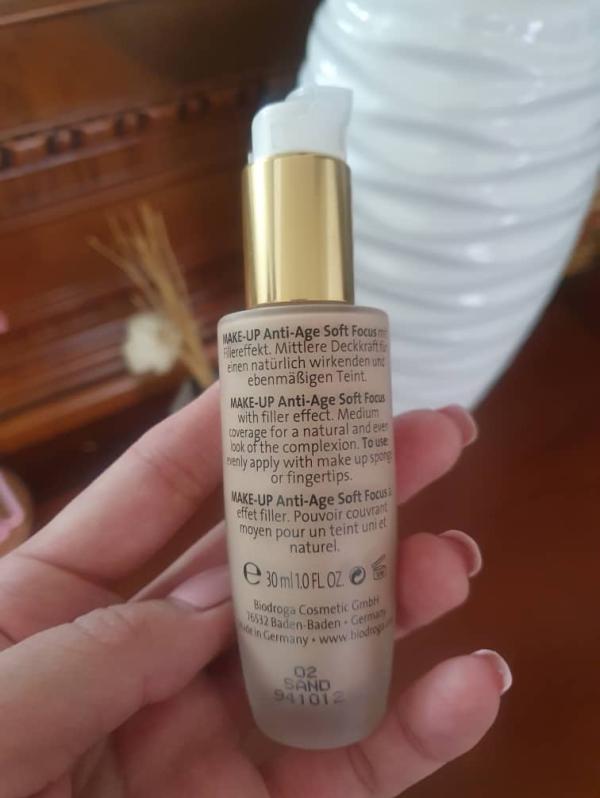 MAKE-UP Anti-Age Soft Focus
Fillereffekt. Mittlere Deckkraft für
einen natürlich wirkenden und
ebenmäßigen Teint.
MAKE-UP Anti-Age Soft Focus
with filler effect. Medium
coverage for a natural and even
look of the complexion. To use:
evenly apply with make up sponge
or fingertips.
MAKE-UP Anti-Age Soft Focus à
effet filler. Pouvoir couvrant
moyen pour un teint uni et
naturel.
℮ 30 ml 1.0 FL. OZ.
Biodroga Cosmetic GmbH
76532 Baden-Baden • Germany
Made in Germany • www.biodroga.
02
SAND
941012